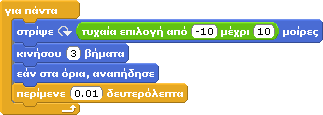 για πάντα
στρίψε τυχαία επιλογή από -10 μέχρι 10 μοίρες
κινήσου 3 βήματα
εάν στα όρια, αναπήδησε
περίμενε 0.01 δευτερόλεπτα